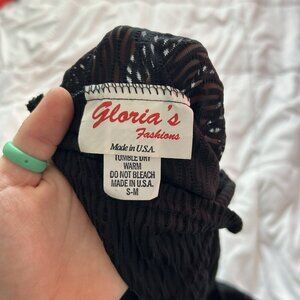 Gloria's
Fashions
Made in U.S.A.
TUMBLE DRY
WARM
DO NOT BLEACH
MADE IN U.S.A.
S-M